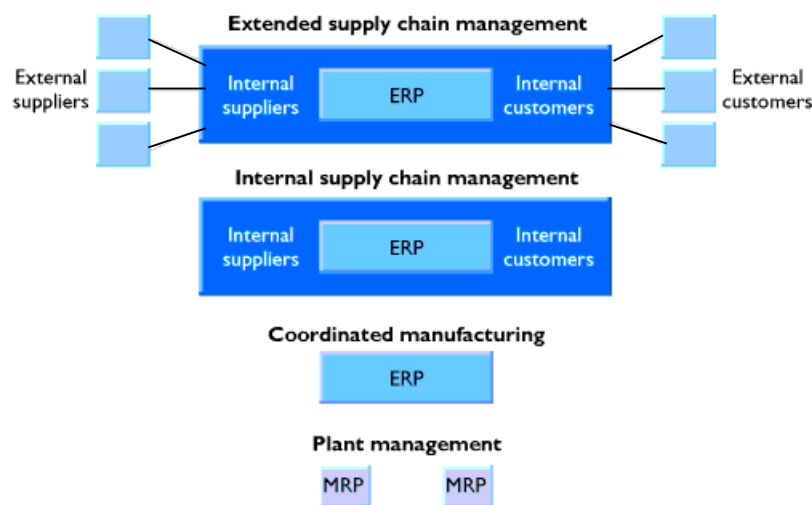 Extended supply chain management
External
suppliers
Internal
suppliers
ERP
Internal
customers
External
customers
Internal supply chain management
Internal
suppliers
ERP
Internal
customers
Coordinated manufacturing
ERP
Plant management
MRP
MRP